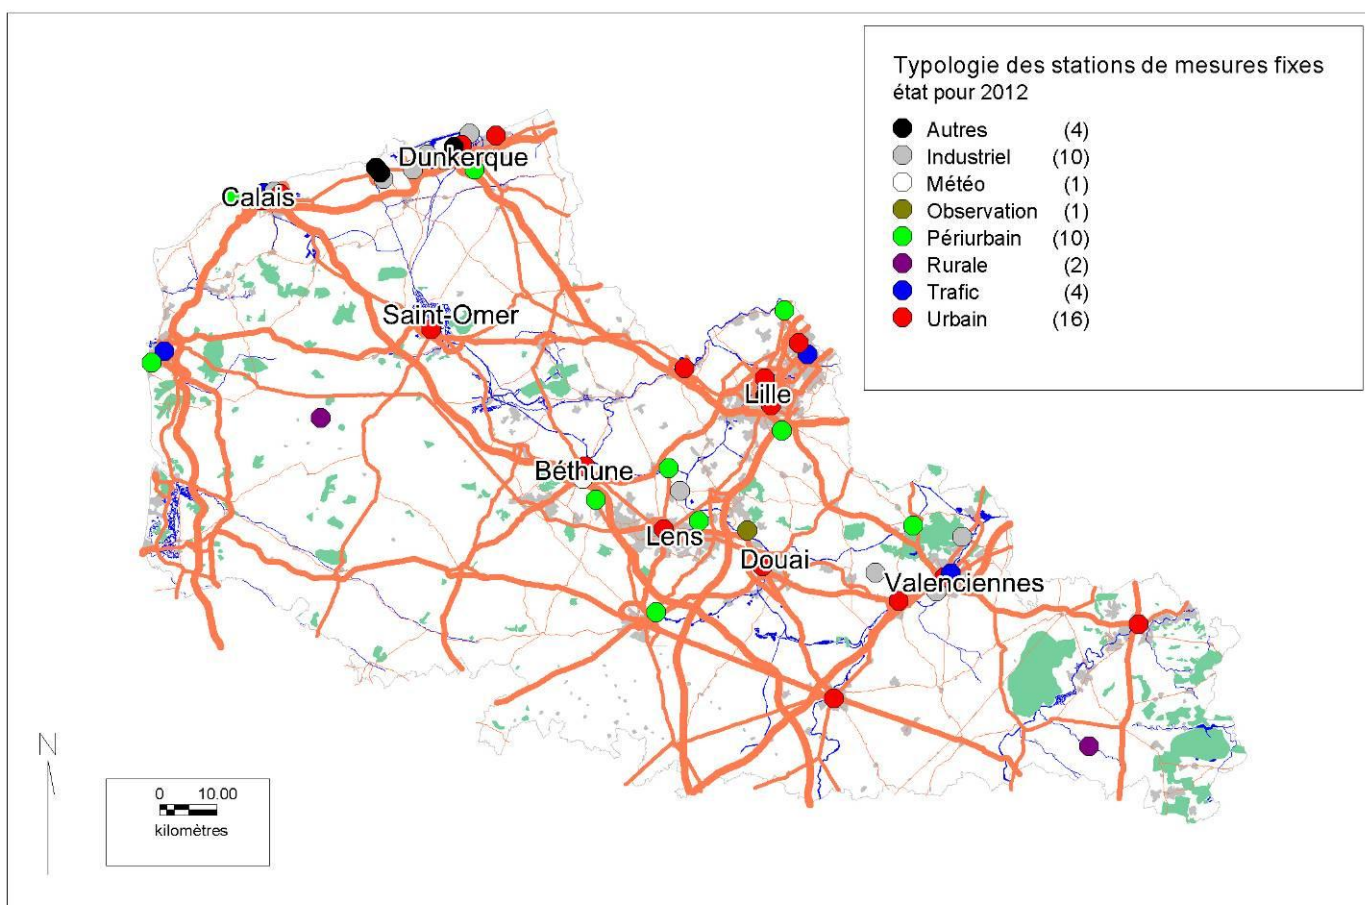 Typologie des stations de mesures fixes
état pour 2012
Autres (4)
Industriel (10)
Météo (1)
Observation (1)
Périurbain (10)
Rurale (2)
Trafic (4)
Urbain (16)
Dunkerque
Calais
Saint-Omer
Lille
Béthune
Lens
Douai
Valenciennes
N
0 10.00
kilomètres